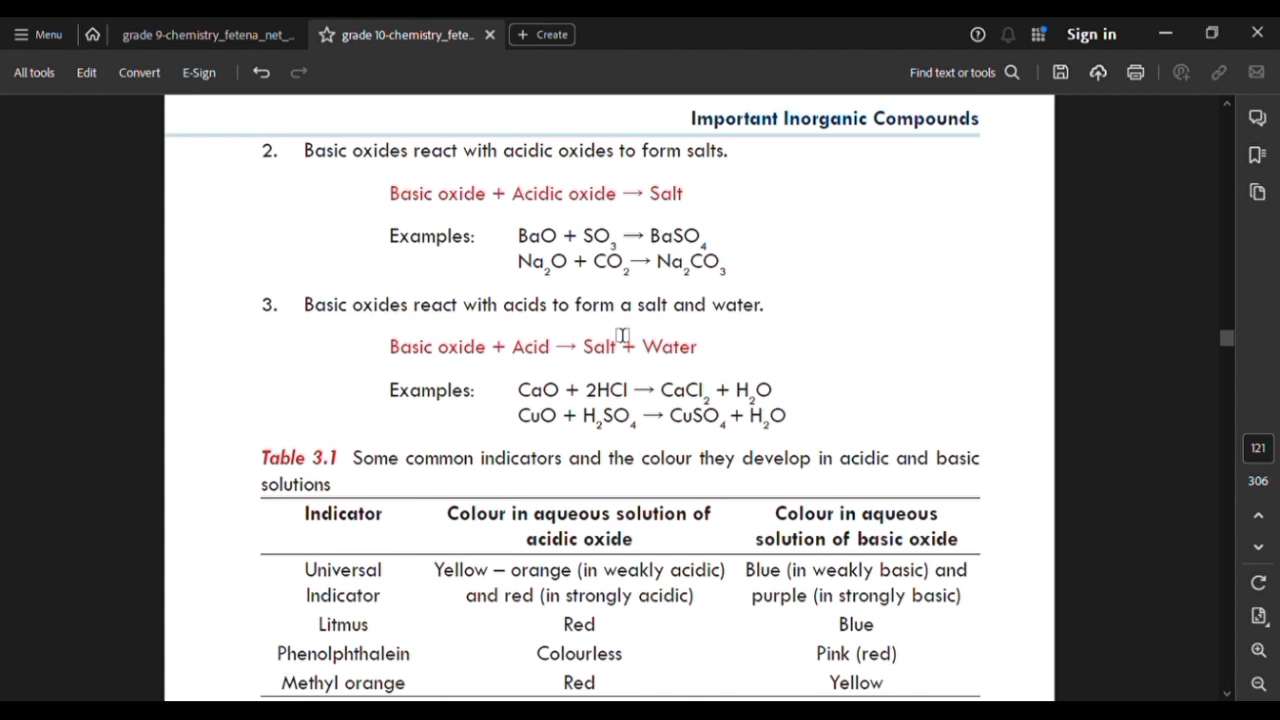 Menu grade 9-chemistry_fetena_net_... grade 10-chemistry_fete... + Create Sign in
All tools Edit Convert E-Sign Find text or tools
Important Inorganic Compounds
2. Basic oxides react with acidic oxides to form salts.
Basic oxide + Acidic oxide → Salt
Examples: BaO + SO₃ → BaSO₄
Na₂O + CO₂ → Na₂CO₃
3. Basic oxides react with acids to form a salt and water.
Basic oxide + Acid → Salt + Water
Examples: CaO + 2HCl → CaCl₂ + H₂O
CuO + H₂SO₄ → CuSO₄ + H₂O
121
Table 3.1 Some common indicators and the colour they develop in acidic and basic
306
solutions
Indicator Colour in aqueous solution of Colour in aqueous
acidic oxide solution of basic oxide
Universal Yellow – orange (in weakly acidic) Blue (in weakly basic) and
Indicator and red (in strongly acidic) purple (in strongly basic)
Litmus Red Blue
Phenolphthalein Colourless Pink (red)
Methyl orange Red Yellow